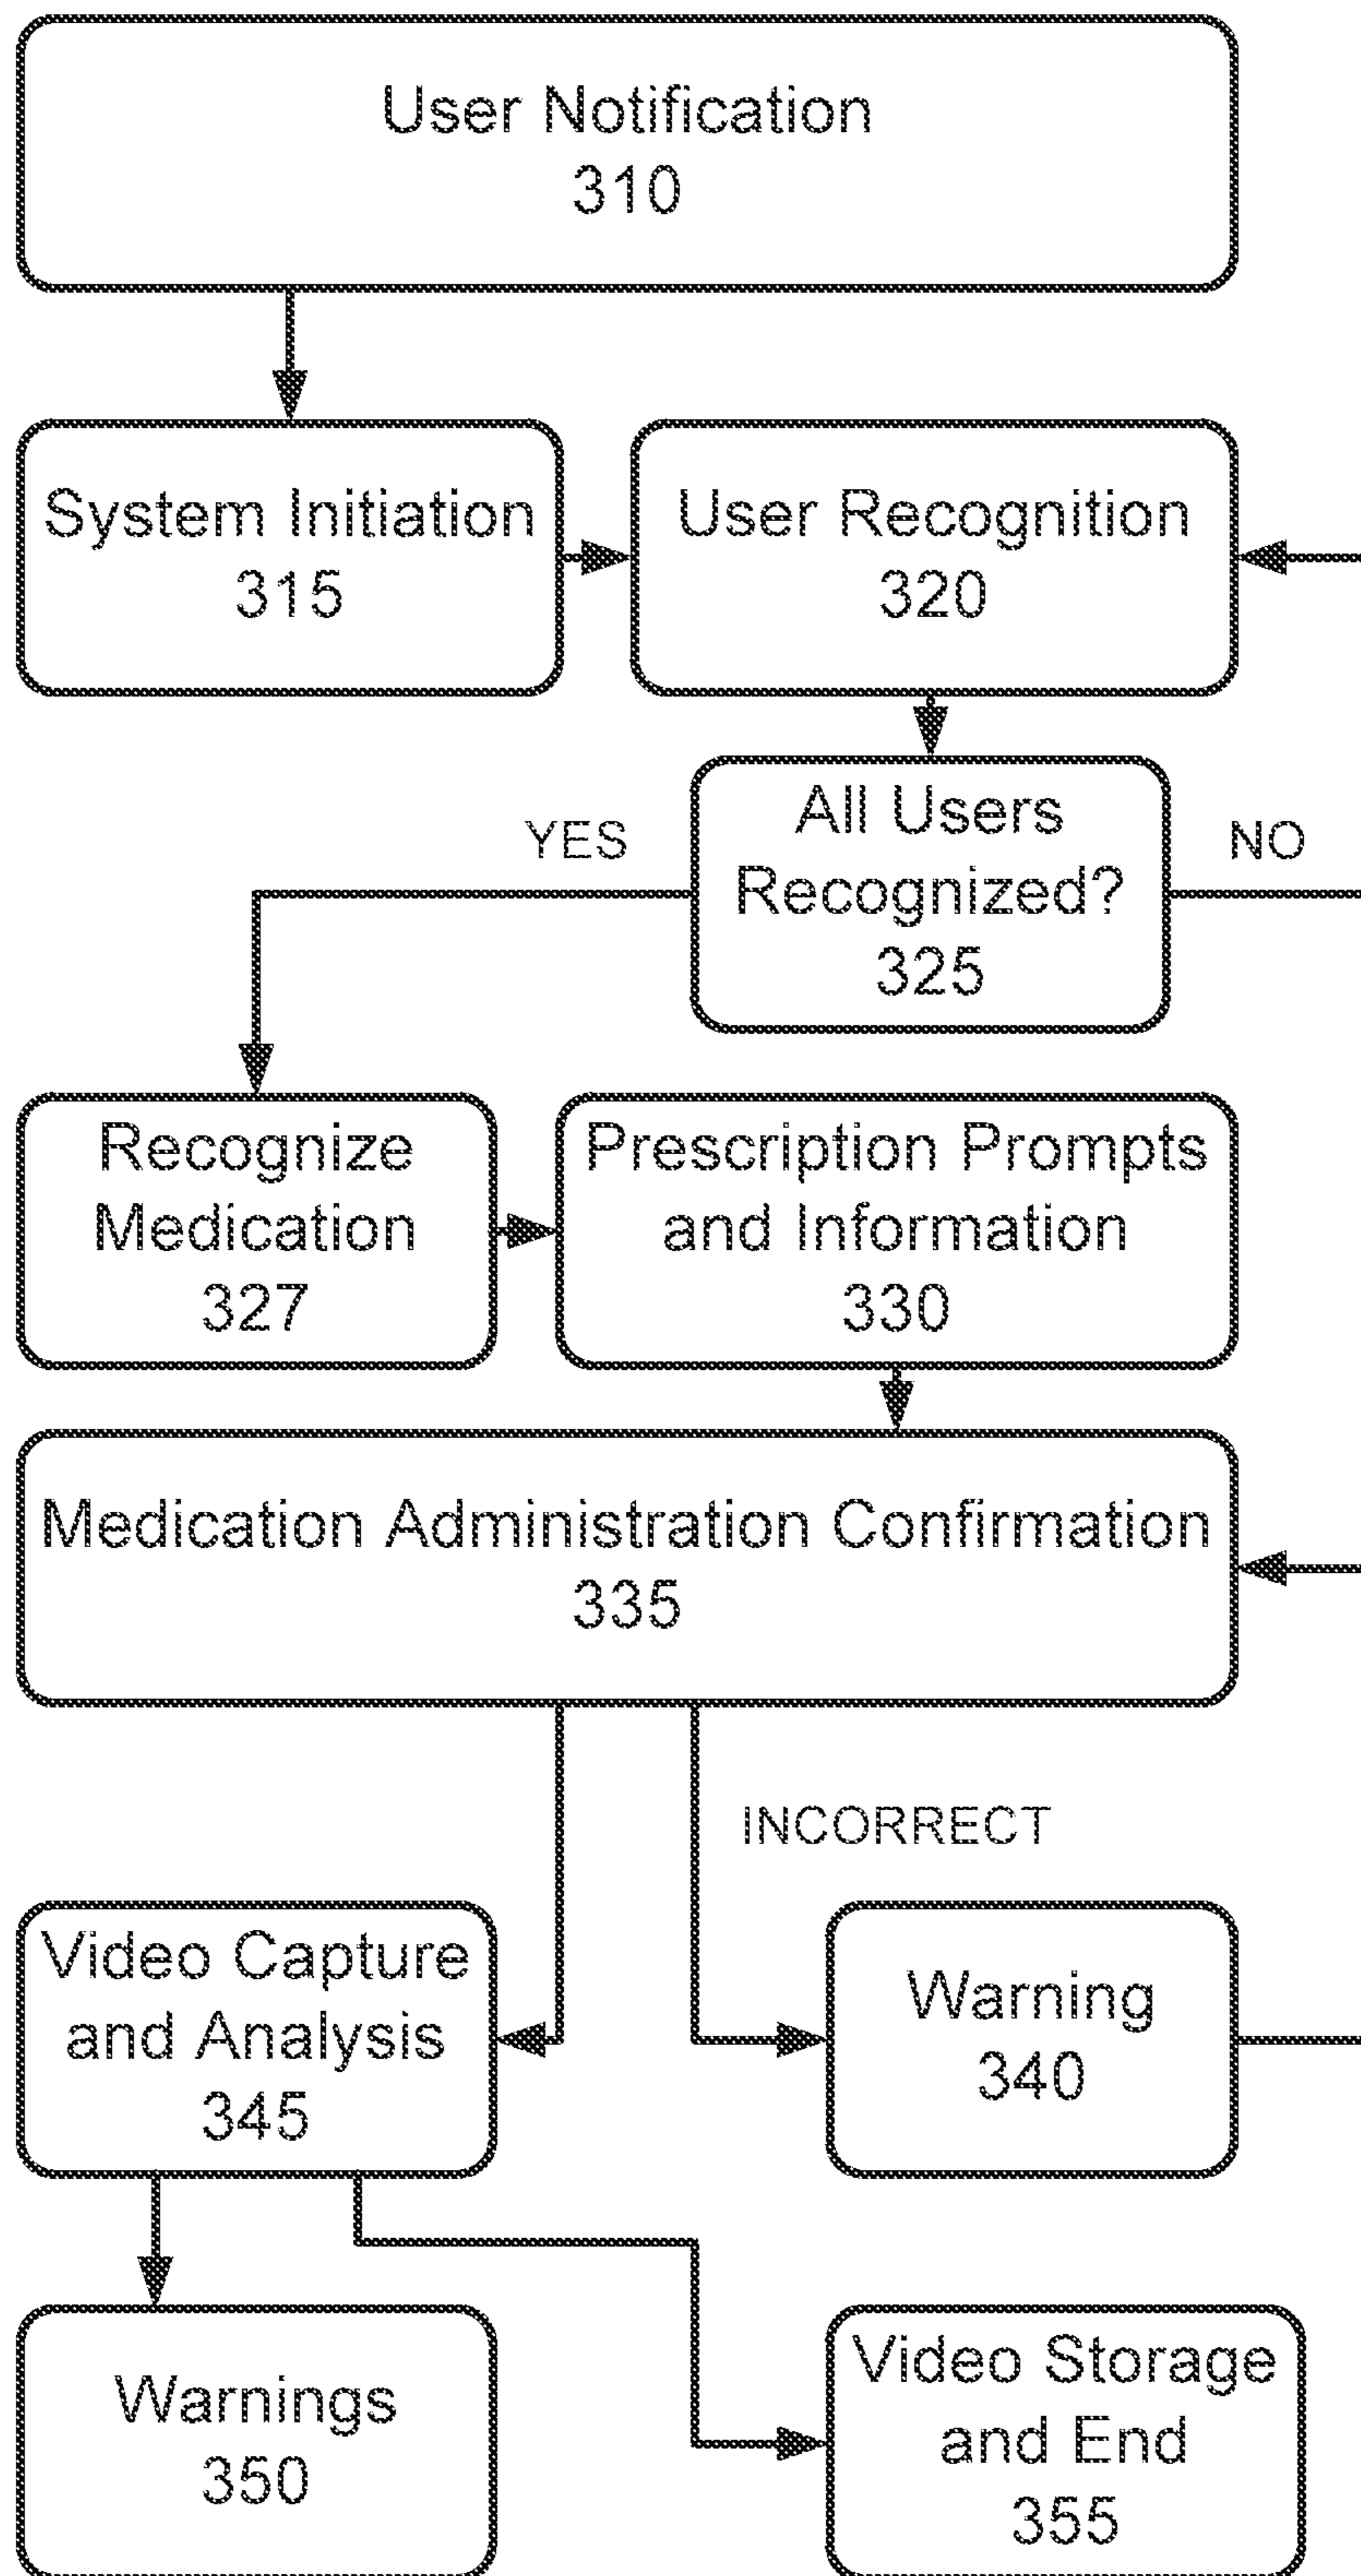 User Notification
310
System Initiation
315
User Recognition
320
All Users
Recognized?
325
YES
NO
Recognize
Medication
327
Prescription Prompts
and Information
330
Medication Administration Confirmation
335
INCORRECT
Video Capture
and Analysis
345
Warning
340
Warnings
350
Video Storage
and End
355